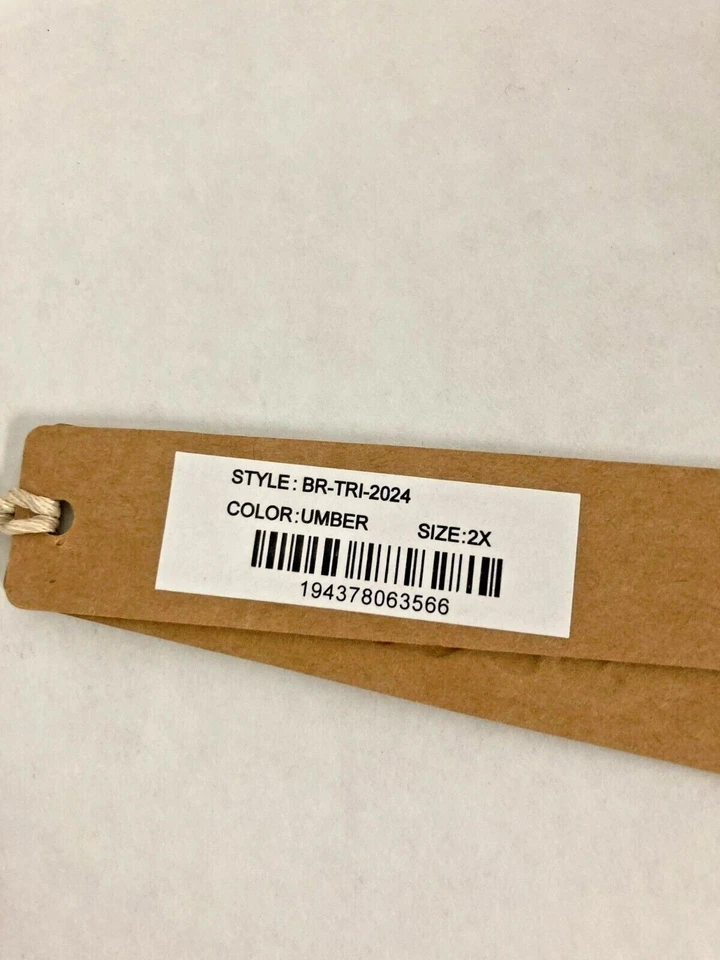 STYLE: BR-TRI-2024
COLOR:UMBER SIZE:2X
194378063566